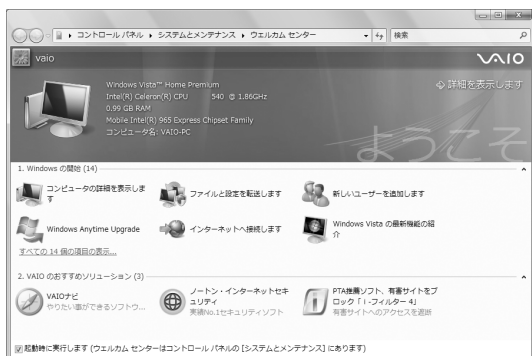 コントロール パネル ▸ システムとメンテナンス ▸ ウェルカム センター
検索
vaio
VAIO
Windows Vista™ Home Premium
Intel(R) Celeron(R) CPU 540 @ 1.86GHz
0.99 GB RAM
Mobile Intel(R) 965 Express Chipset Family
コンピュータ名: VAIO-PC
詳細を表示します
ようこそ
1. Windows の開始 (14)
コンピュータの詳細を表示しま
す
ファイルと設定を転送します
新しいユーザーを追加します
Windows Anytime Upgrade
インターネットへ接続します
Windows Vista の最新機能の紹
介
すべての 14 個の項目の表示...
2. VAIO のおすすめソリューション (3)
VAIOナビ
やりたい事ができるソフトウ...
ノートン・インターネットセキ
ュリティ
実績No.1セキュリティソフト
PTA推薦ソフト、有害サイトをブ
ロック「i -フィルター 4」
有害サイトへのアクセスを遮断
起動時に実行します (ウェルカム センターはコントロール パネルの [システムとメンテナンス] にあります)